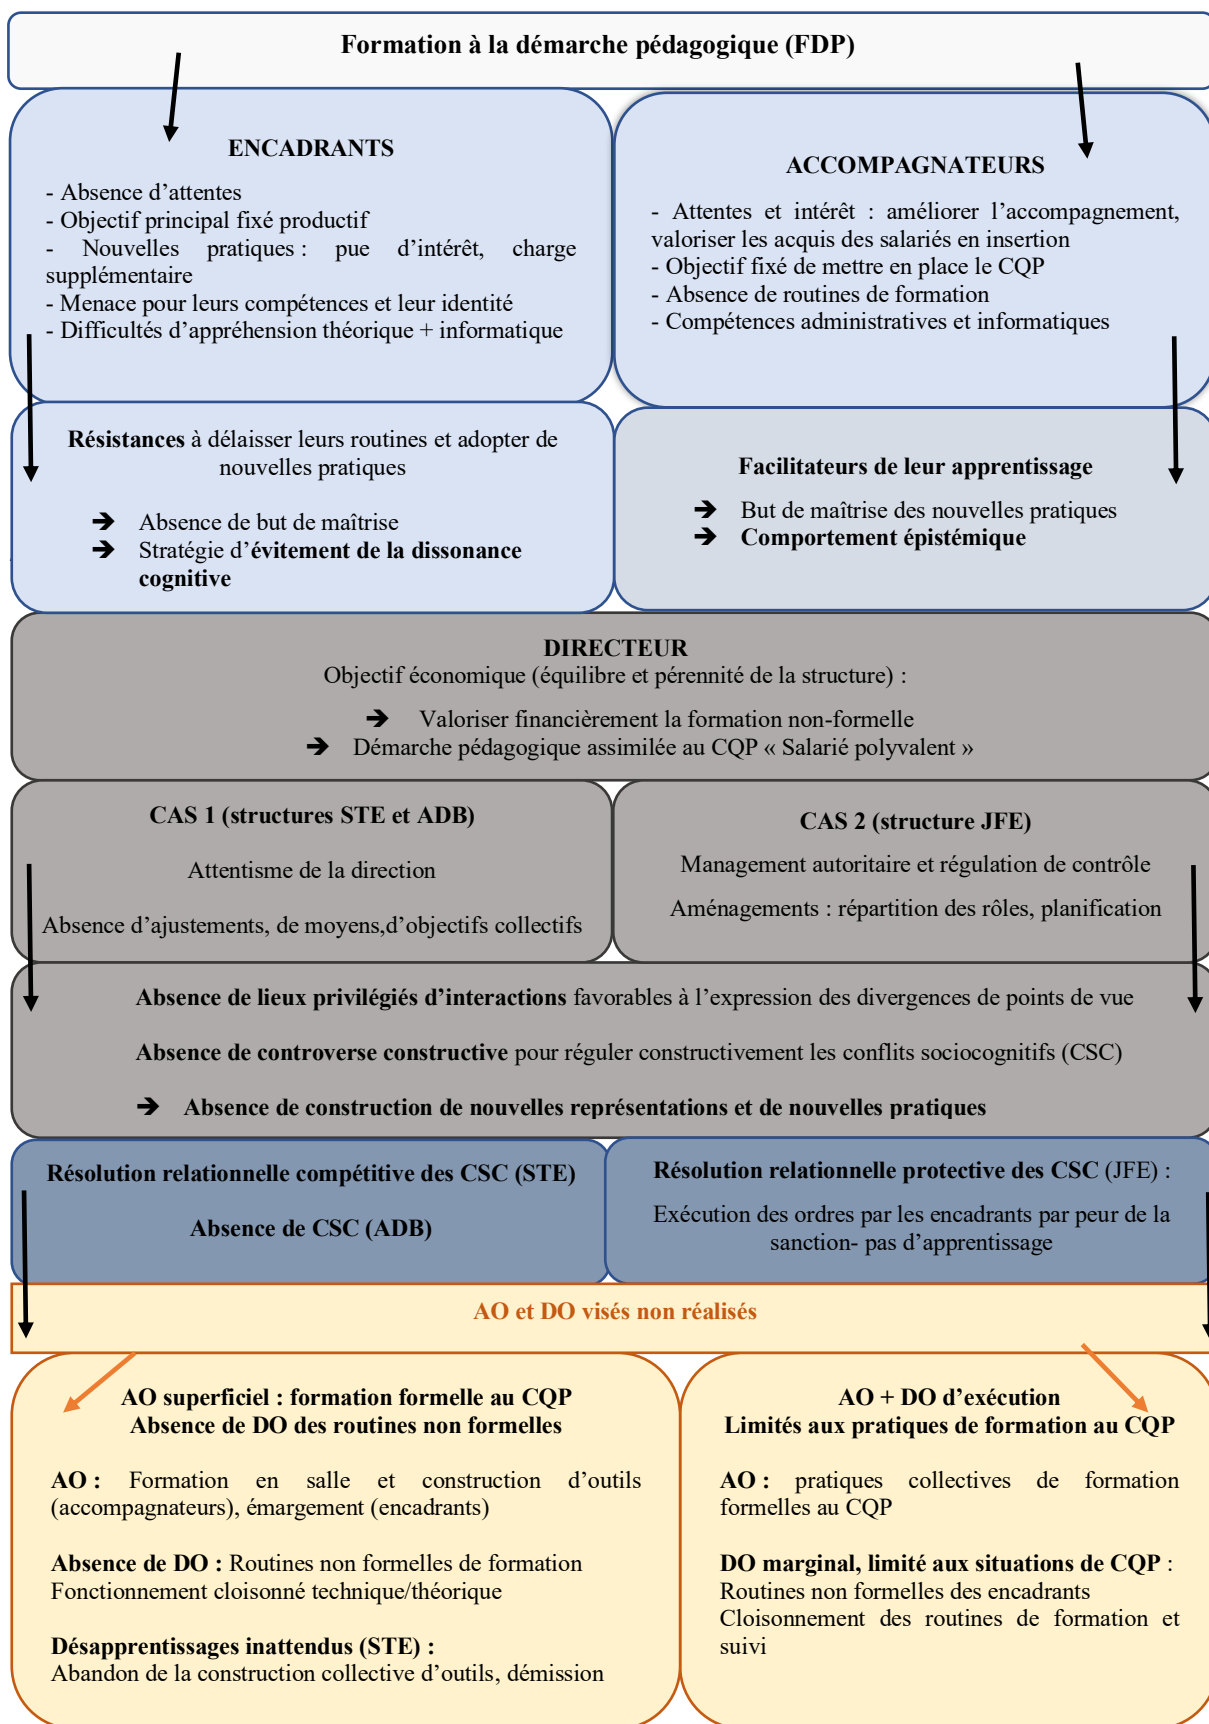 Formation à la démarche pédagogique (FDP)
ENCADRANTS
- Absence d'attentes
- Objectif principal fixé productif
- Nouvelles pratiques : pue d'intérêt, charge
supplémentaire
- Menace pour leurs compétences et leur identité
- Difficultés d'appréhension théorique + informatique
ACCOMPAGNATEURS
- Attentes et intérêt : améliorer l'accompagnement,
valoriser les acquis des salariés en insertion
- Objectif fixé de mettre en place le CQP
- Absence de routines de formation
- Compétences administratives et informatiques
Résistances à délaisser leurs routines et adopter de
nouvelles pratiques
➔ Absence de but de maîtrise
➔ Stratégie d'évitement de la dissonance
cognitive
Facilitateurs de leur apprentissage
➔ But de maîtrise des nouvelles pratiques
➔ Comportement épistémique
DIRECTEUR
Objectif économique (équilibre et pérennité de la structure) :
➔ Valoriser financièrement la formation non-formelle
➔ Démarche pédagogique assimilée au CQP « Salarié polyvalent »
CAS 1 (structures STE et ADB)
Attentisme de la direction
Absence d'ajustements, de moyens,d'objectifs collectifs
CAS 2 (structure JFE)
Management autoritaire et régulation de contrôle
Aménagements : répartition des rôles, planification
Absence de lieux privilégiés d'interactions favorables à l'expression des divergences de points de vue
Absence de controverse constructive pour réguler constructivement les conflits sociocognitifs (CSC)
➔ Absence de construction de nouvelles représentations et de nouvelles pratiques
Résolution relationnelle compétitive des CSC (STE)
Absence de CSC (ADB)
Résolution relationnelle protective des CSC (JFE) :
Exécution des ordres par les encadrants par peur de la
sanction- pas d'apprentissage
AO et DO visés non réalisés
AO superficiel : formation formelle au CQP
Absence de DO des routines non formelles
AO : Formation en salle et construction d'outils
(accompagnateurs), émargement (encadrants)
Absence de DO : Routines non formelles de formation
Fonctionnement cloisonné technique/théorique
Désapprentissages inattendus (STE) :
Abandon de la construction collective d'outils, démission
AO + DO d'exécution
Limités aux pratiques de formation au CQP
AO : pratiques collectives de formation
formelles au CQP
DO marginal, limité aux situations de CQP :
Routines non formelles des encadrants
Cloisonnement des routines de formation et
suivi